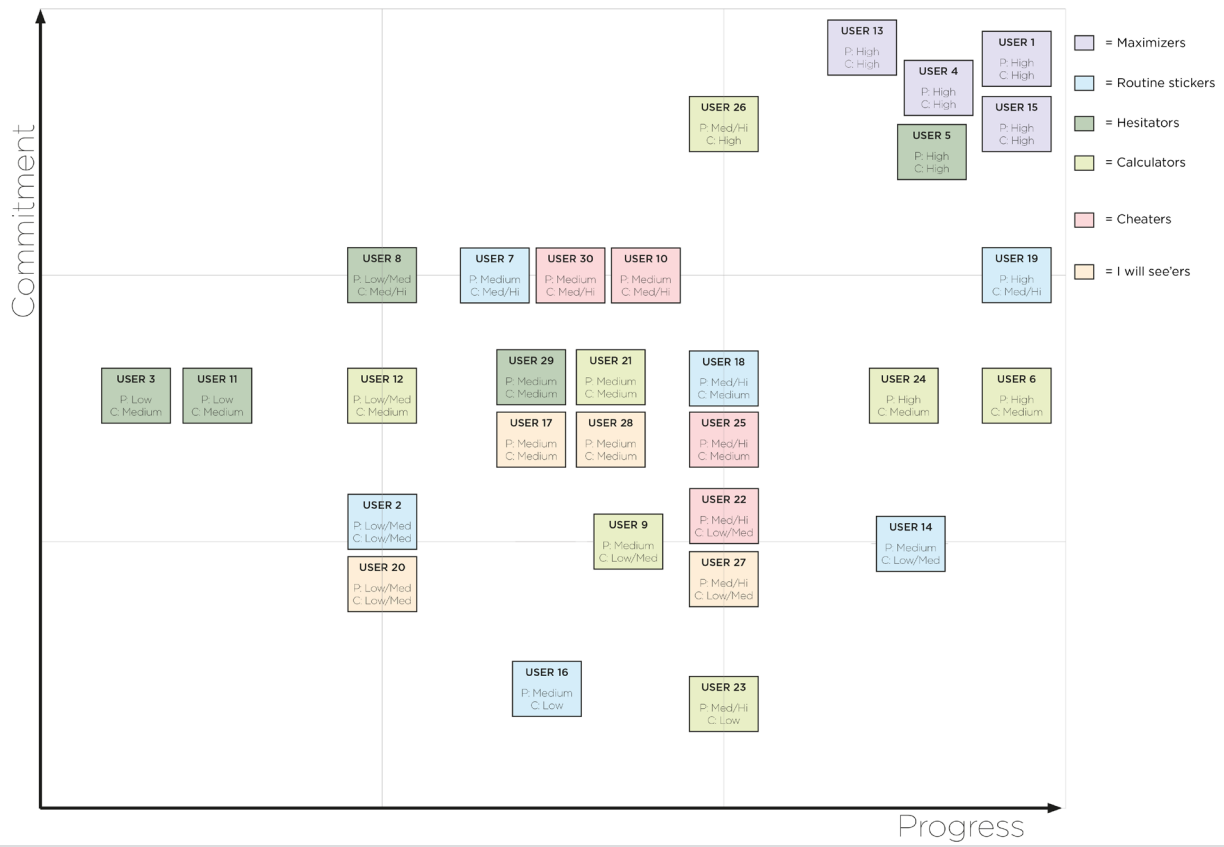 Commitment
USER 13
P: High
C: High
USER 1
P: High
C: High
USER 4
P: High
C: High
USER 26
P: Med/Hi
C: High
USER 15
P: High
C: High
USER 5
P: High
C: High
USER 8
P: Low/Med
C: Med/Hi
USER 7
P: Medium
C: Med/Hi
USER 30
P: Medium
C: Med/Hi
USER 10
P: Medium
C: Med/Hi
USER 19
P: High
C: Med/Hi
USER 3
P: Low
C: Medium
USER 11
P: Low
C: Medium
USER 12
P: Low/Med
C: Medium
USER 29
P: Medium
C: Medium
USER 21
P: Medium
C: Medium
USER 18
P: Med/Hi
C: Medium
USER 24
P: High
C: Medium
USER 6
P: High
C: Medium
USER 17
P: Medium
C: Medium
USER 28
P: Medium
C: Medium
USER 25
P: Med/Hi
C: Medium
USER 2
P: Low/Med
C: Low/Med
USER 9
P: Medium
C: Low/Med
USER 22
P: Med/Hi
C: Low/Med
USER 14
P: Medium
C: Low/Med
USER 20
P: Low/Med
C: Low/Med
USER 27
P: Med/Hi
C: Low/Med
USER 16
P: Medium
C: Low
USER 23
P: Med/Hi
C: Low
Progress
= Maximizers
= Routine stickers
= Hesitators
= Calculators
= Cheaters
= I will see'ers